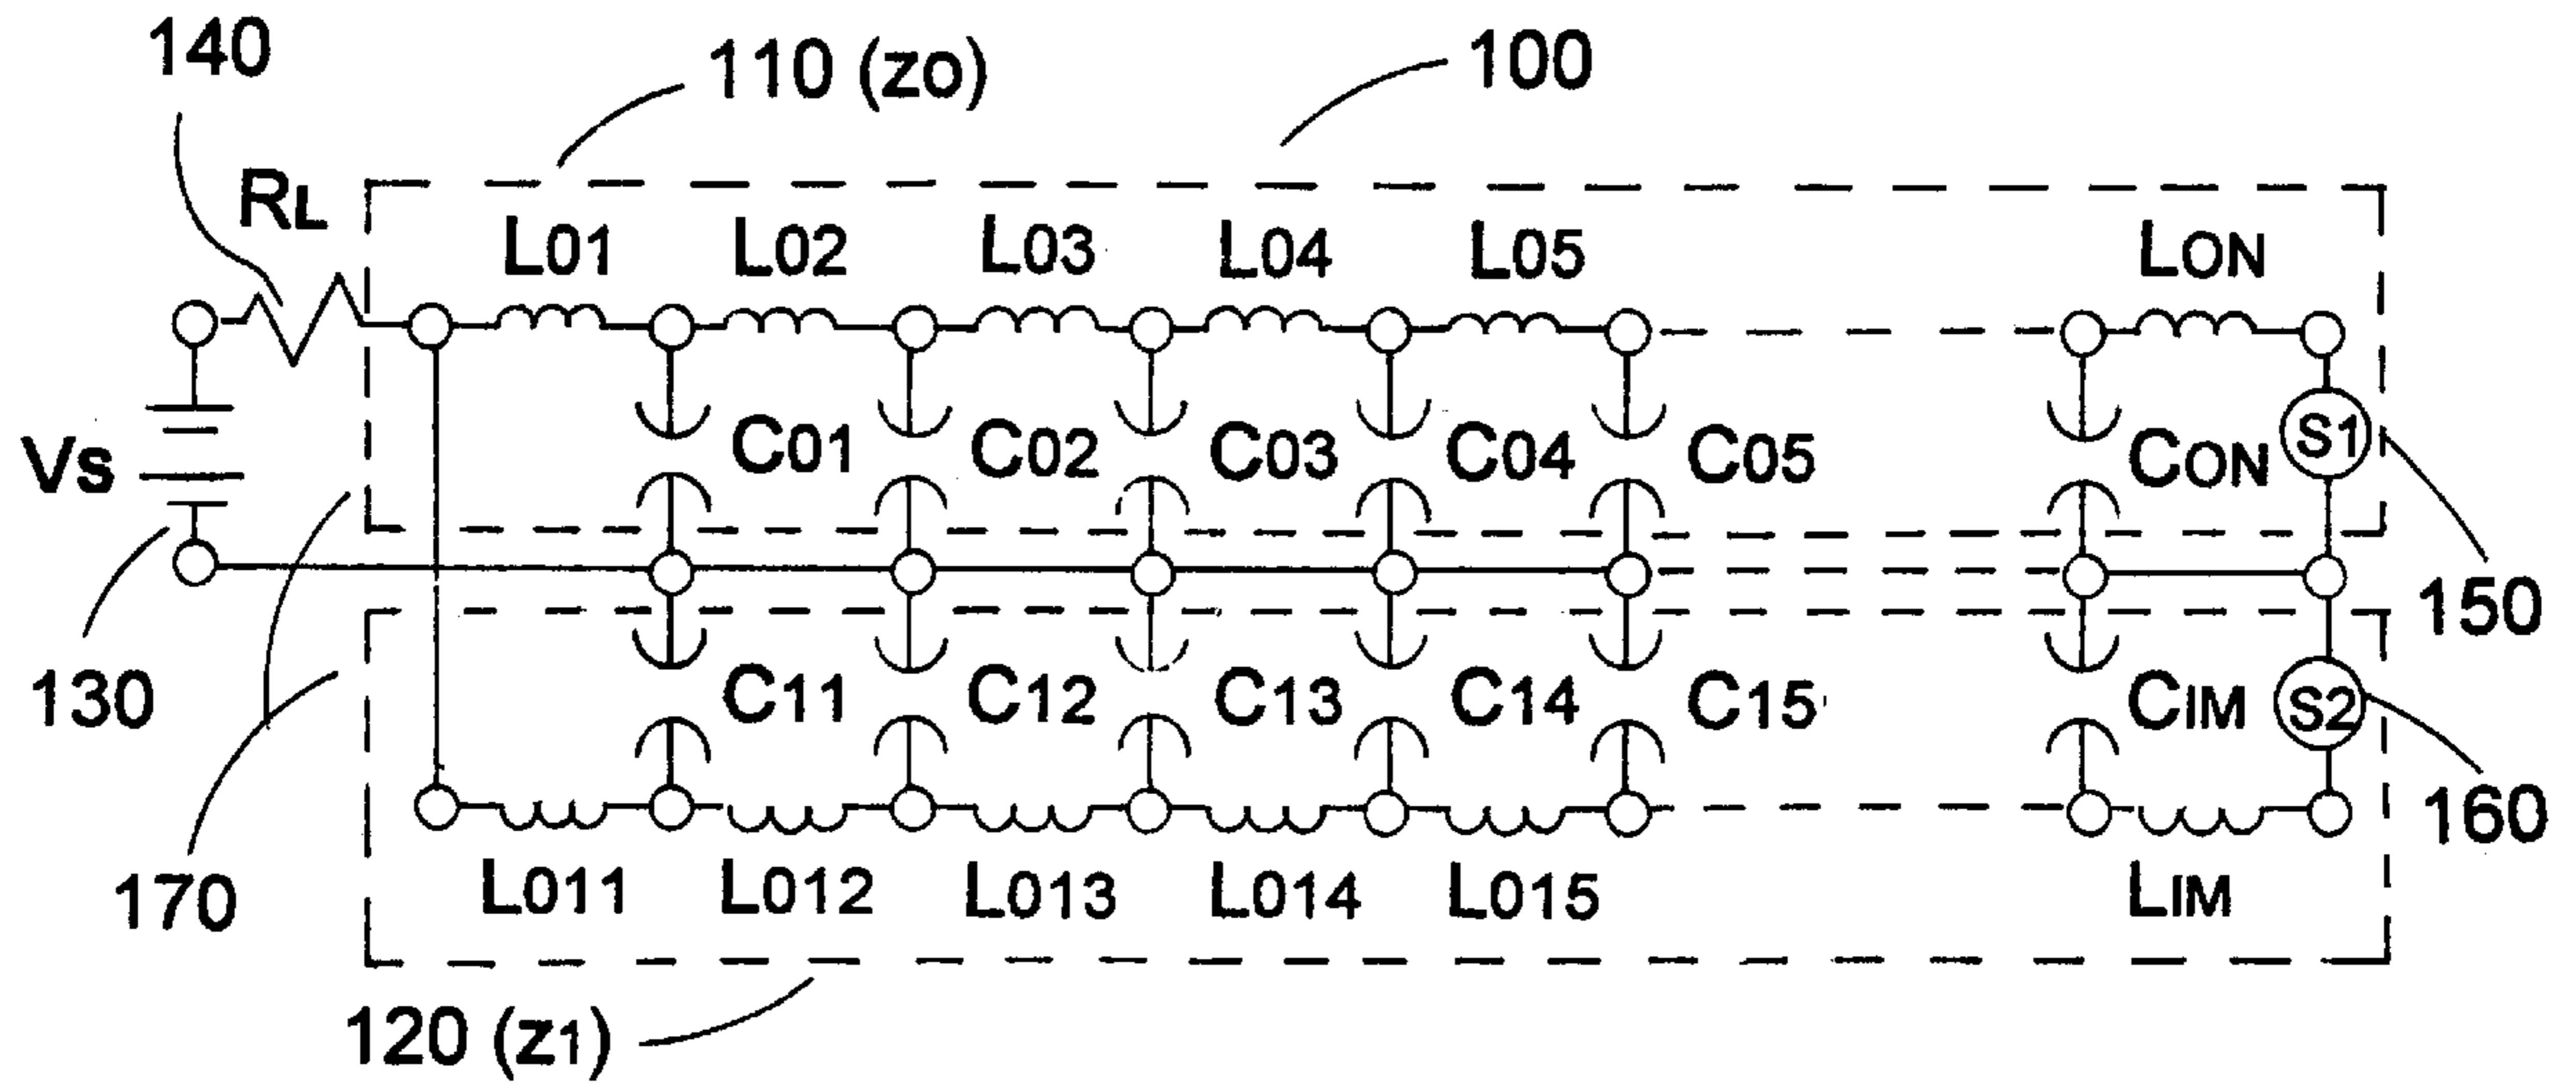 140
110 (zo)
100
RL
L01 L02 L03 L04 L05 LON
Vs
C01 C02 C03 C04 C05 CON
S1
150
130
C11 C12 C13 C14 C15 CIM
S2
160
170
L011 L012 L013 L014 L015 LIM
120 (z1)